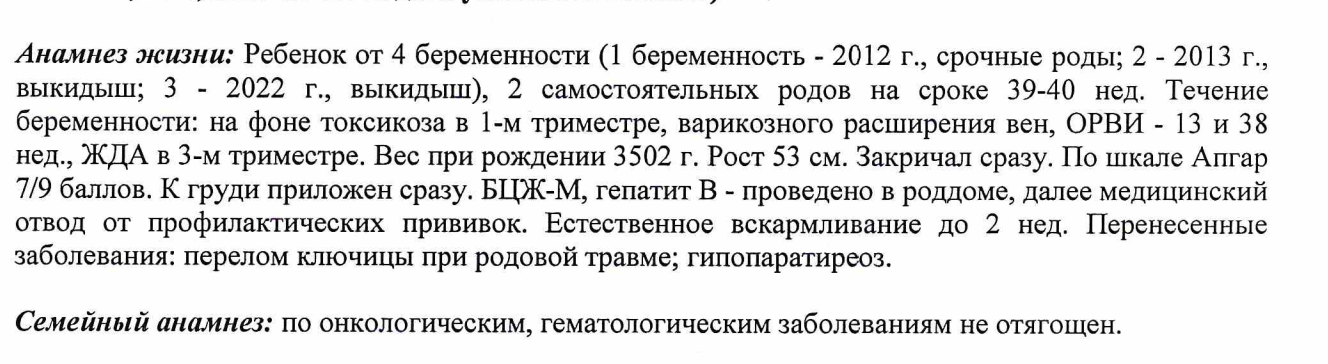 Анамнез жизни: Ребенок от 4 беременности (1 беременность - 2012 г., срочные роды; 2 - 2013 г.,
выкидыш; 3 - 2022 г., выкидыш), 2 самостоятельных родов на сроке 39-40 нед. Течение
беременности: на фоне токсикоза в 1-м триместре, варикозного расширения вен, ОРВИ - 13 и 38
нед., ЖДА в 3-м триместре. Вес при рождении 3502 г. Рост 53 см. Закричал сразу. По шкале Апгар
7/9 баллов. К груди приложен сразу. БЦЖ-М, гепатит В - проведено в роддоме, далее медицинский
отвод от профилактических прививок. Естественное вскармливание до 2 нед. Перенесенные
заболевания: перелом ключицы при родовой травме; гипопаратиреоз.
Семейный анамнез: по онкологическим, гематологическим заболеваниям не отягощен.